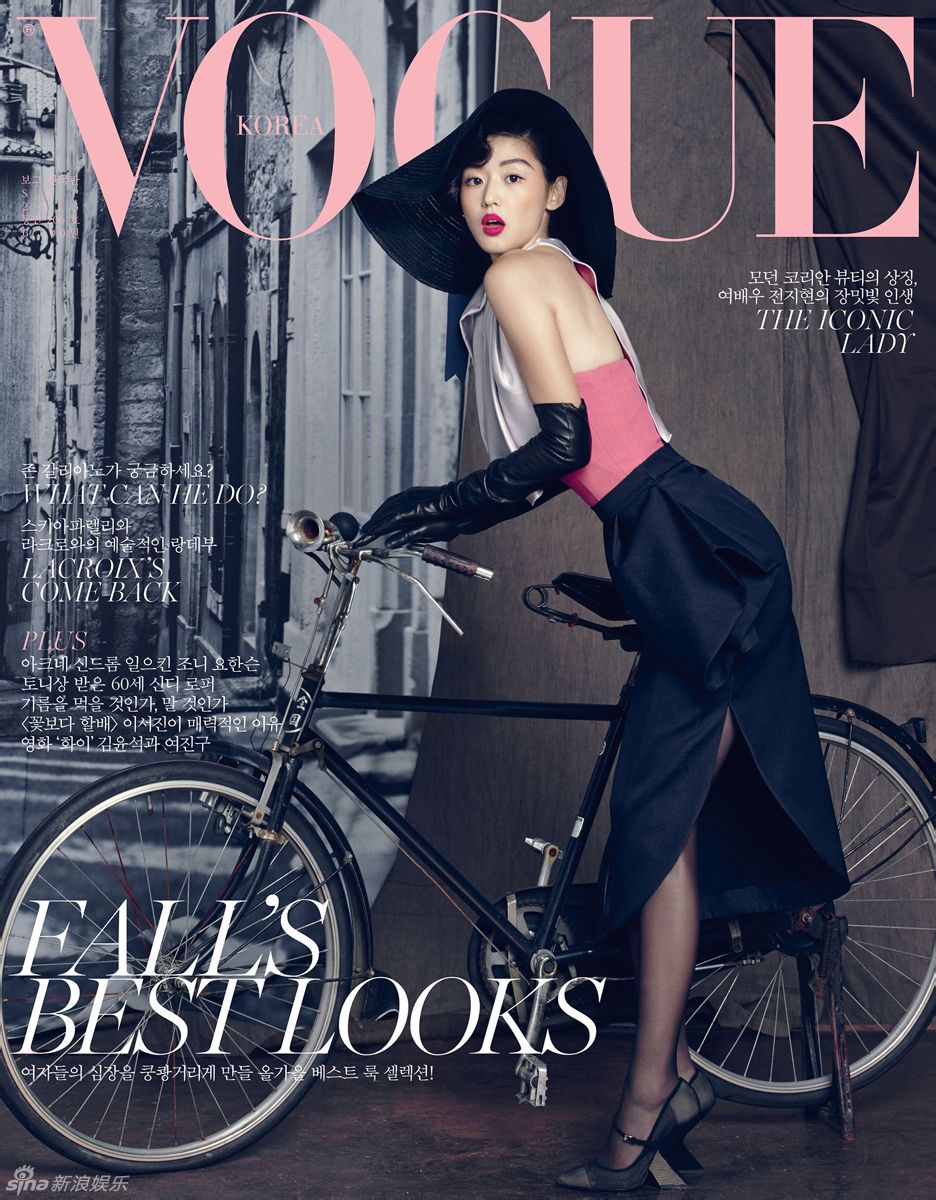 VOGUE
KOREA
모던 코리안 뷰티의 상징,
여배우 전지현의 장밋빛 인생
THE ICONIC
LADY
존 갈리아노가 궁금하세요?
WHAT CAN HE DO?
스키아파렐리와
라크로와의 예술적인 랑데부
LACROIX'S
COME BACK
PLUS
아크네 신드롬 일으킨 조니 요한슨
토니상 받은 60세 신디 로퍼
기름을 먹을 것인가, 말 것인가
〈꽃보다 할배〉 이서진이 매력적인 이유
영화 '화이' 김윤석과 여진구
FALL'S
BEST LOOKS
여자들의 심장을 쿵쾅거리게 만들 올가을 베스트 룩 셀렉션!
sina 新浪娱乐